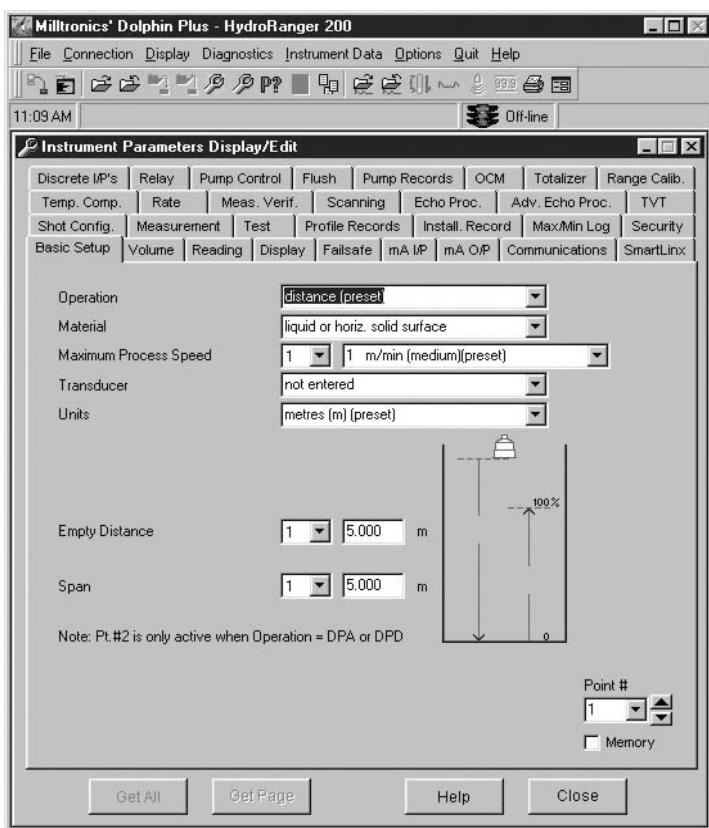 Milltronics' Dolphin Plus - HydroRanger 200
File Connection Display Diagnostics Instrument Data Options Quit Help
P?
99.9
11:09 AM Off-line
Instrument Parameters Display/Edit
Discrete I/P's Relay Pump Control Flush Pump Records OCM Totalizer Range Calib.
Temp. Comp. Rate Meas. Verif. Scanning Echo Proc. Adv. Echo Proc. TVT
Shot Config. Measurement Test Profile Records Install. Record Max/Min Log Security
Basic Setup Volume Reading Display Failsafe mA I/P mA O/P Communications SmartLinx
Operation distance (preset)
Material liquid or horiz. solid surface
Maximum Process Speed 1 1 m/min (medium)(preset)
Transducer not entered
Units metres (m) (preset)
100%
Empty Distance 1 5.000 m
Span 1 5.000 m
Note: Pt.#2 is only active when Operation = DPA or DPD
0
Point #
1
Memory
Get All Get Page Help Close